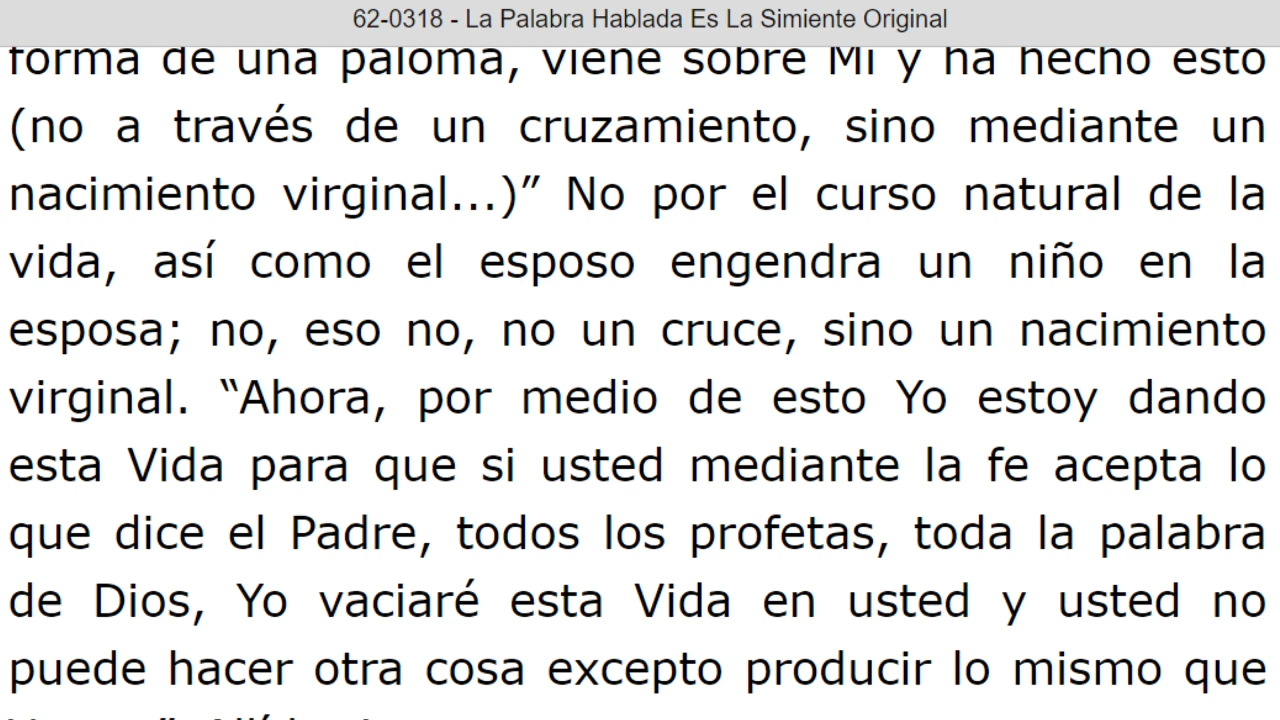 62-0318 - La Palabra Hablada Es La Simiente Original
forma de una paloma, viene sobre Mí y ha hecho esto
(no a través de un cruzamiento, sino mediante un
nacimiento virginal...)” No por el curso natural de la
vida, así como el esposo engendra un niño en la
esposa; no, eso no, no un cruce, sino un nacimiento
virginal. “Ahora, por medio de esto Yo estoy dando
esta Vida para que si usted mediante la fe acepta lo
que dice el Padre, todos los profetas, toda la palabra
de Dios, Yo vaciaré esta Vida en usted y usted no
puede hacer otra cosa excepto producir lo mismo que